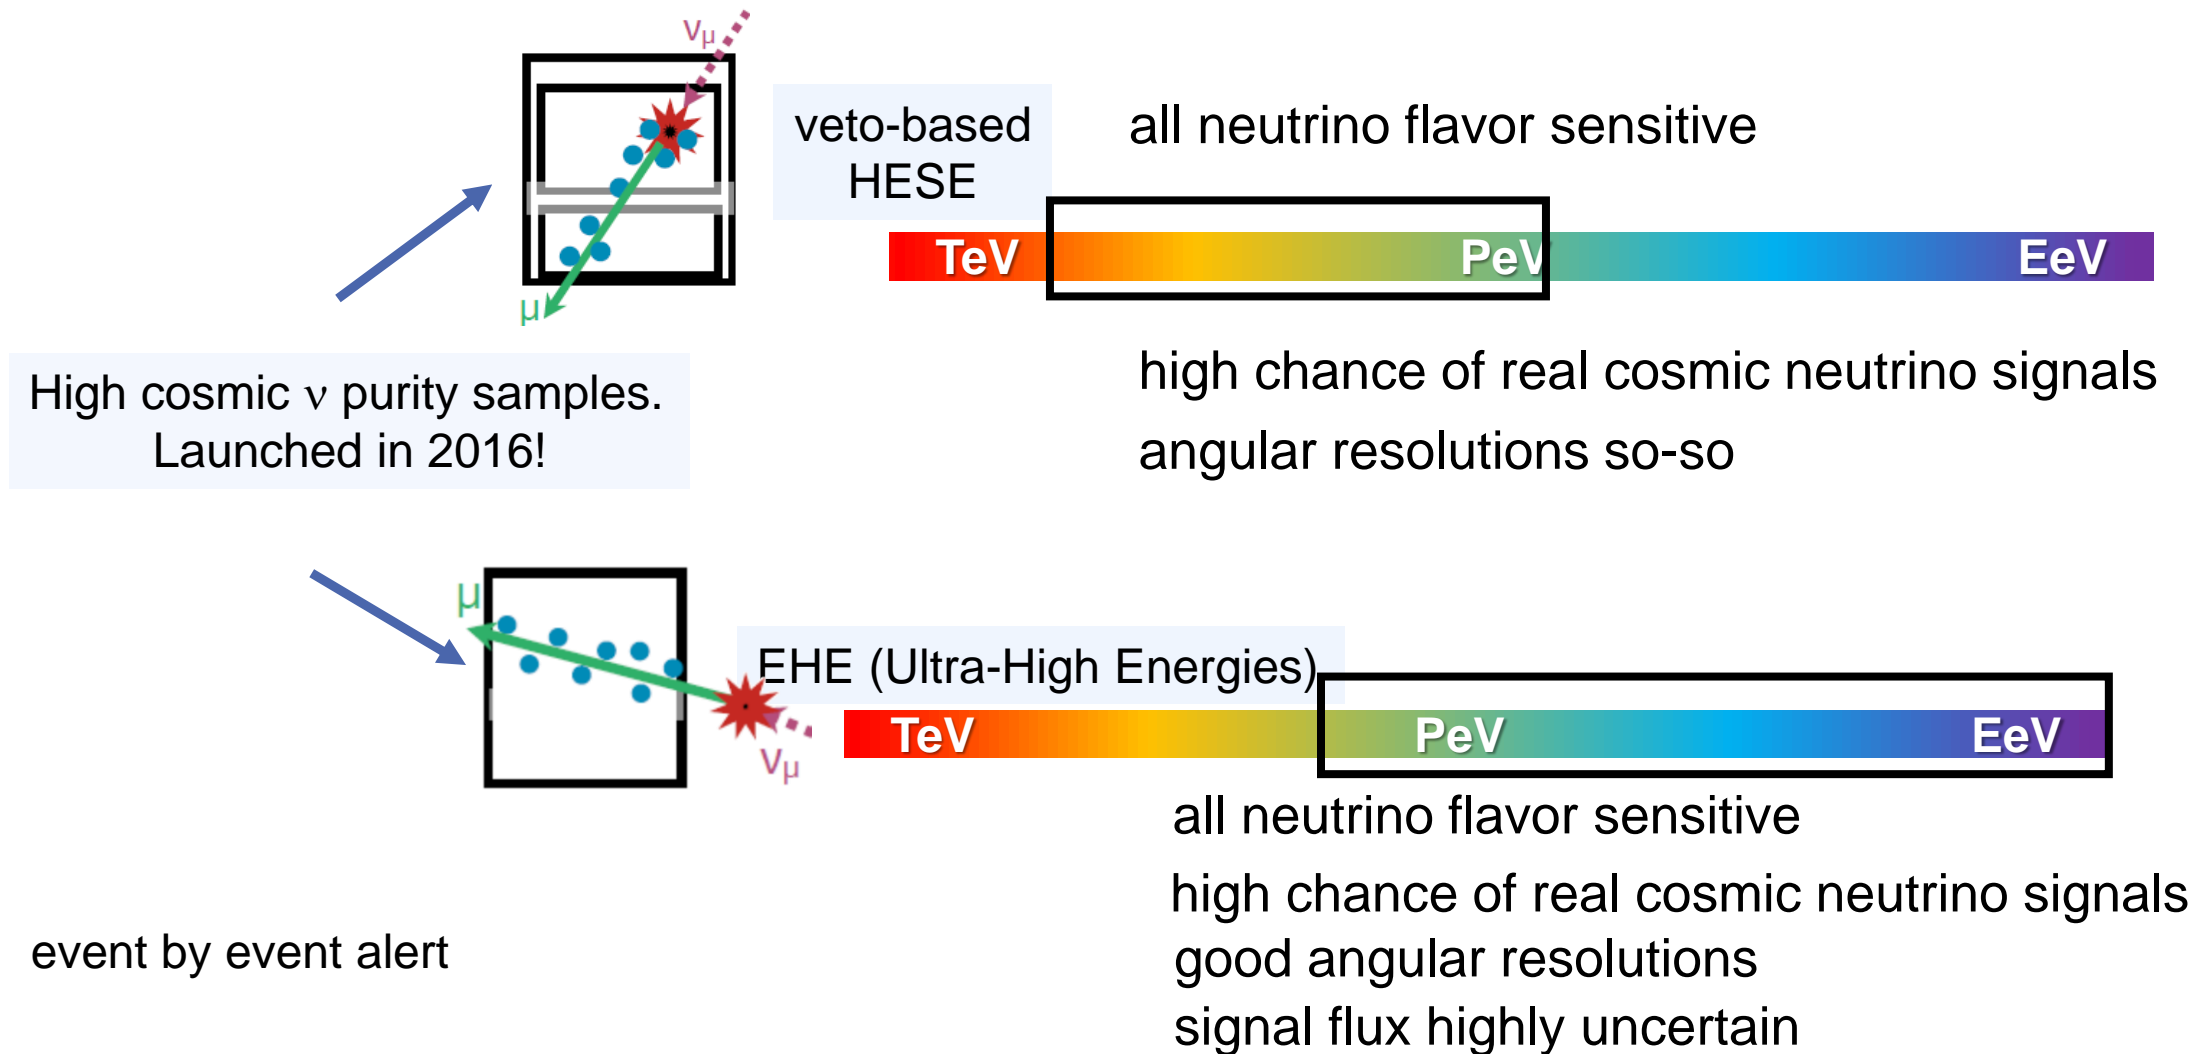 νμ
veto-based
HESE
all neutrino flavor sensitive
TeV PeV EeV
μ
High cosmic ν purity samples.
Launched in 2016!
high chance of real cosmic neutrino signals
angular resolutions so-so
μ
EHE (Ultra-High Energies)
TeV PeV EeV
νμ
all neutrino flavor sensitive
high chance of real cosmic neutrino signals
event by event alert
good angular resolutions
signal flux highly uncertain